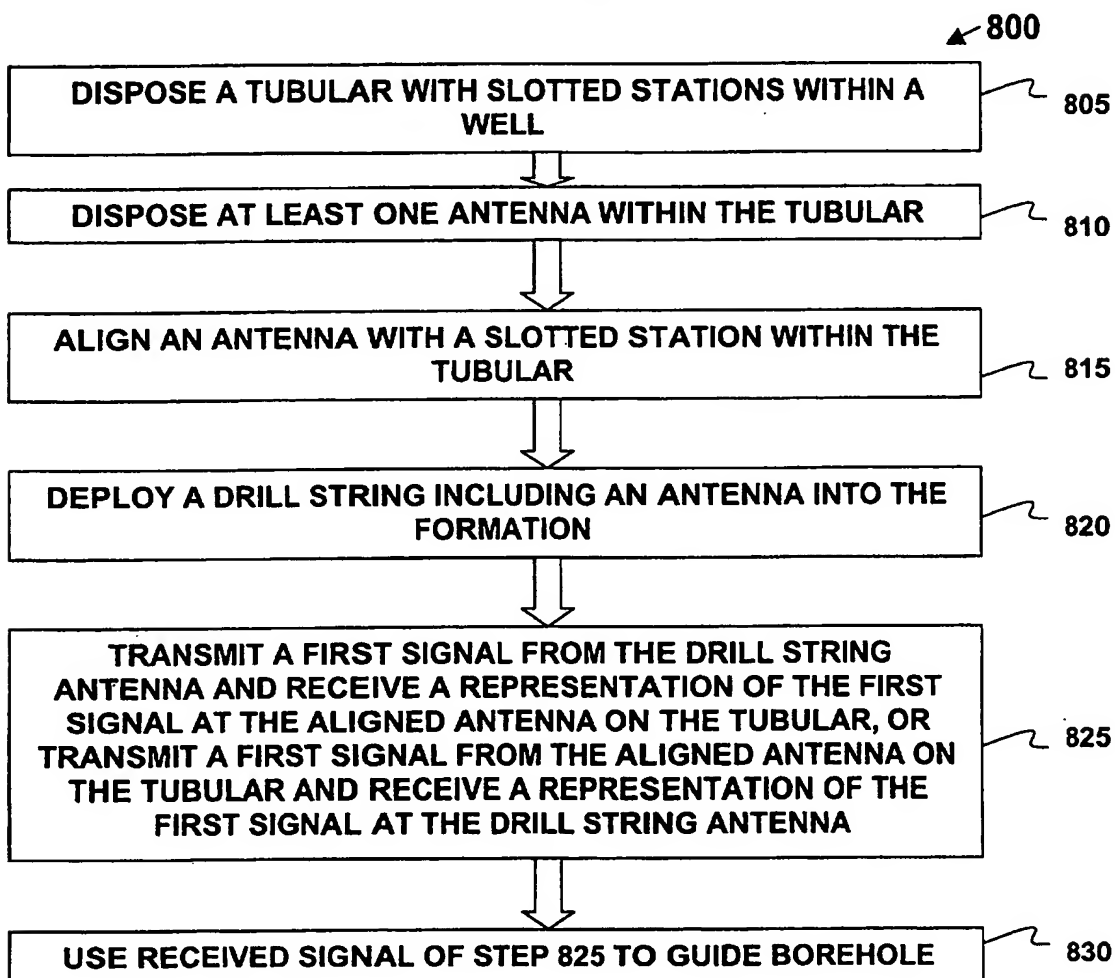 800
DISPOSE A TUBULAR WITH SLOTTED STATIONS WITHIN A
WELL
805
DISPOSE AT LEAST ONE ANTENNA WITHIN THE TUBULAR
810
ALIGN AN ANTENNA WITH A SLOTTED STATION WITHIN THE
TUBULAR
815
DEPLOY A DRILL STRING INCLUDING AN ANTENNA INTO THE
FORMATION
820
TRANSMIT A FIRST SIGNAL FROM THE DRILL STRING
ANTENNA AND RECEIVE A REPRESENTATION OF THE FIRST
SIGNAL AT THE ALIGNED ANTENNA ON THE TUBULAR, OR
TRANSMIT A FIRST SIGNAL FROM THE ALIGNED ANTENNA ON
THE TUBULAR AND RECEIVE A REPRESENTATION OF THE
FIRST SIGNAL AT THE DRILL STRING ANTENNA
825
USE RECEIVED SIGNAL OF STEP 825 TO GUIDE BOREHOLE
830